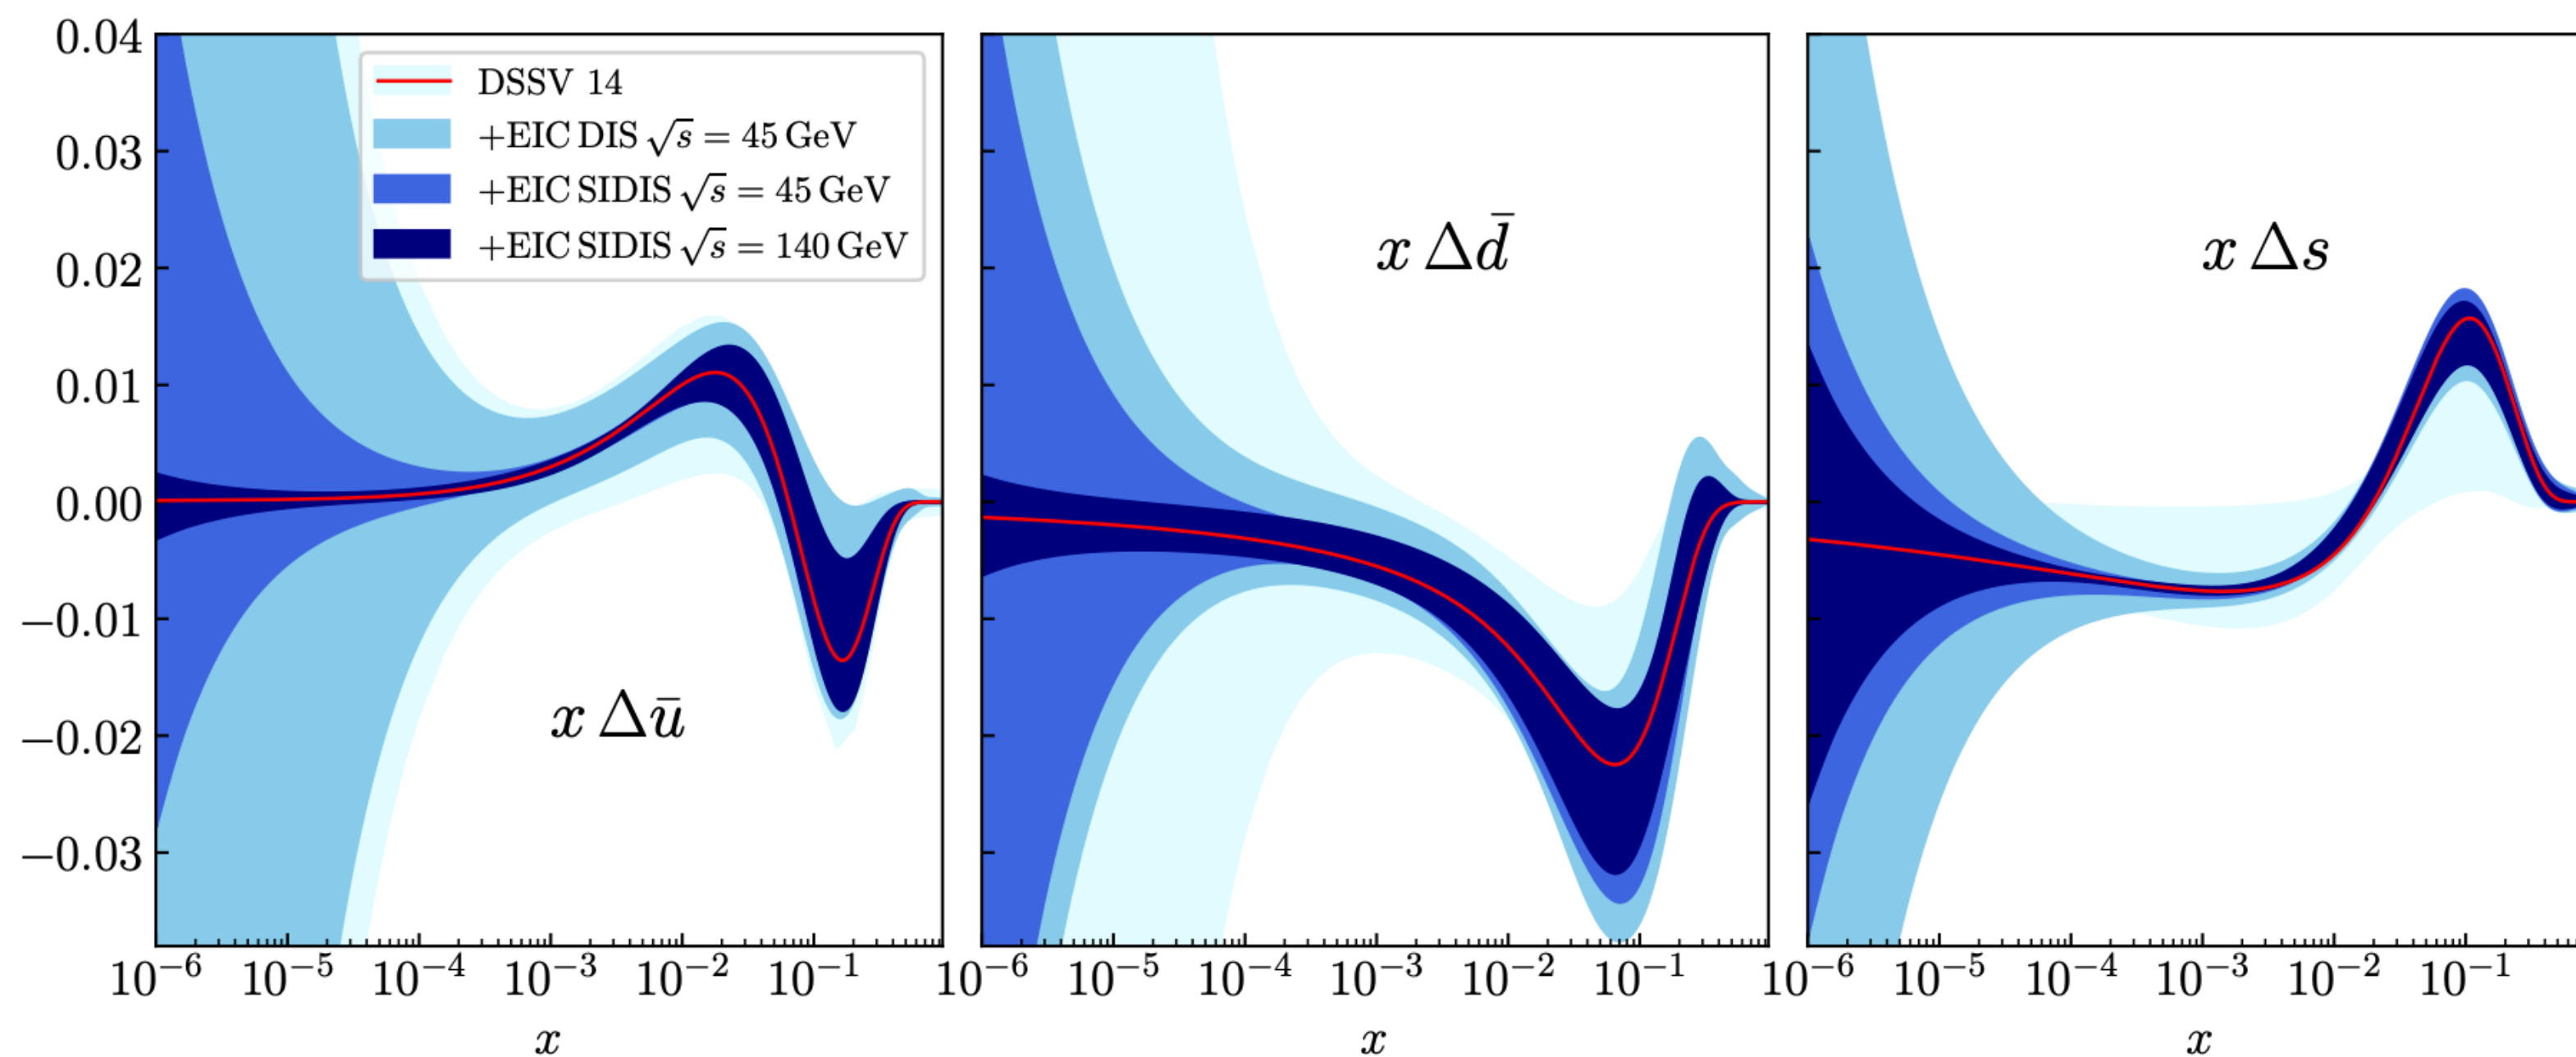 0.04
0.03
0.02
0.01
0.00
−0.01
−0.02
−0.03
DSSV 14
+EIC DIS √s = 45 GeV
+EIC SIDIS √s = 45 GeV
+EIC SIDIS √s = 140 GeV
x Δū
x Δd̄
x Δs
10⁻⁶ 10⁻⁵ 10⁻⁴ 10⁻³ 10⁻² 10⁻¹
10⁻⁶ 10⁻⁵ 10⁻⁴ 10⁻³ 10⁻² 10⁻¹
10⁻⁶ 10⁻⁵ 10⁻⁴ 10⁻³ 10⁻² 10⁻¹
x
x
x